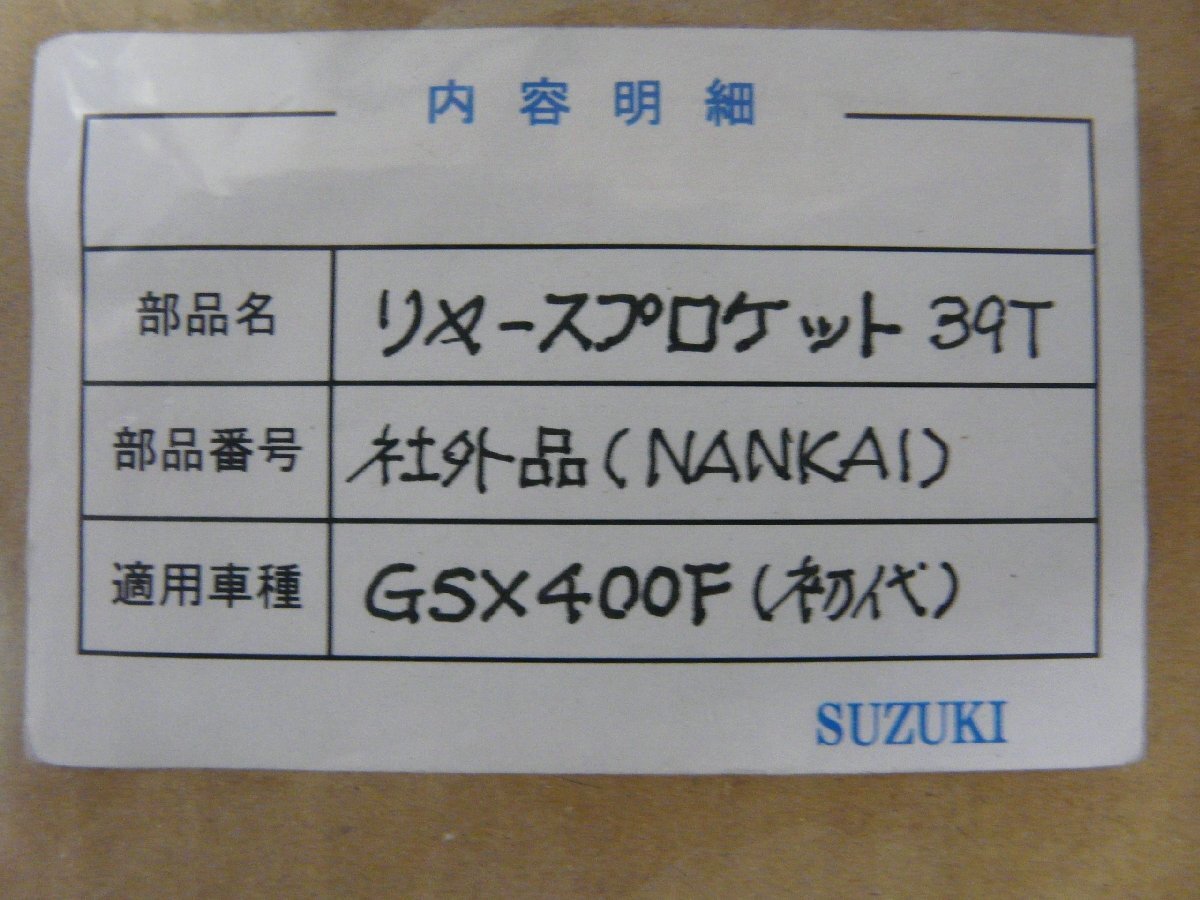 内容明細
部品名 リヤースプロケット 39T
部品番号 社外品(NANKAI)
適用車種 GSX400F(初代)
SUZUKI